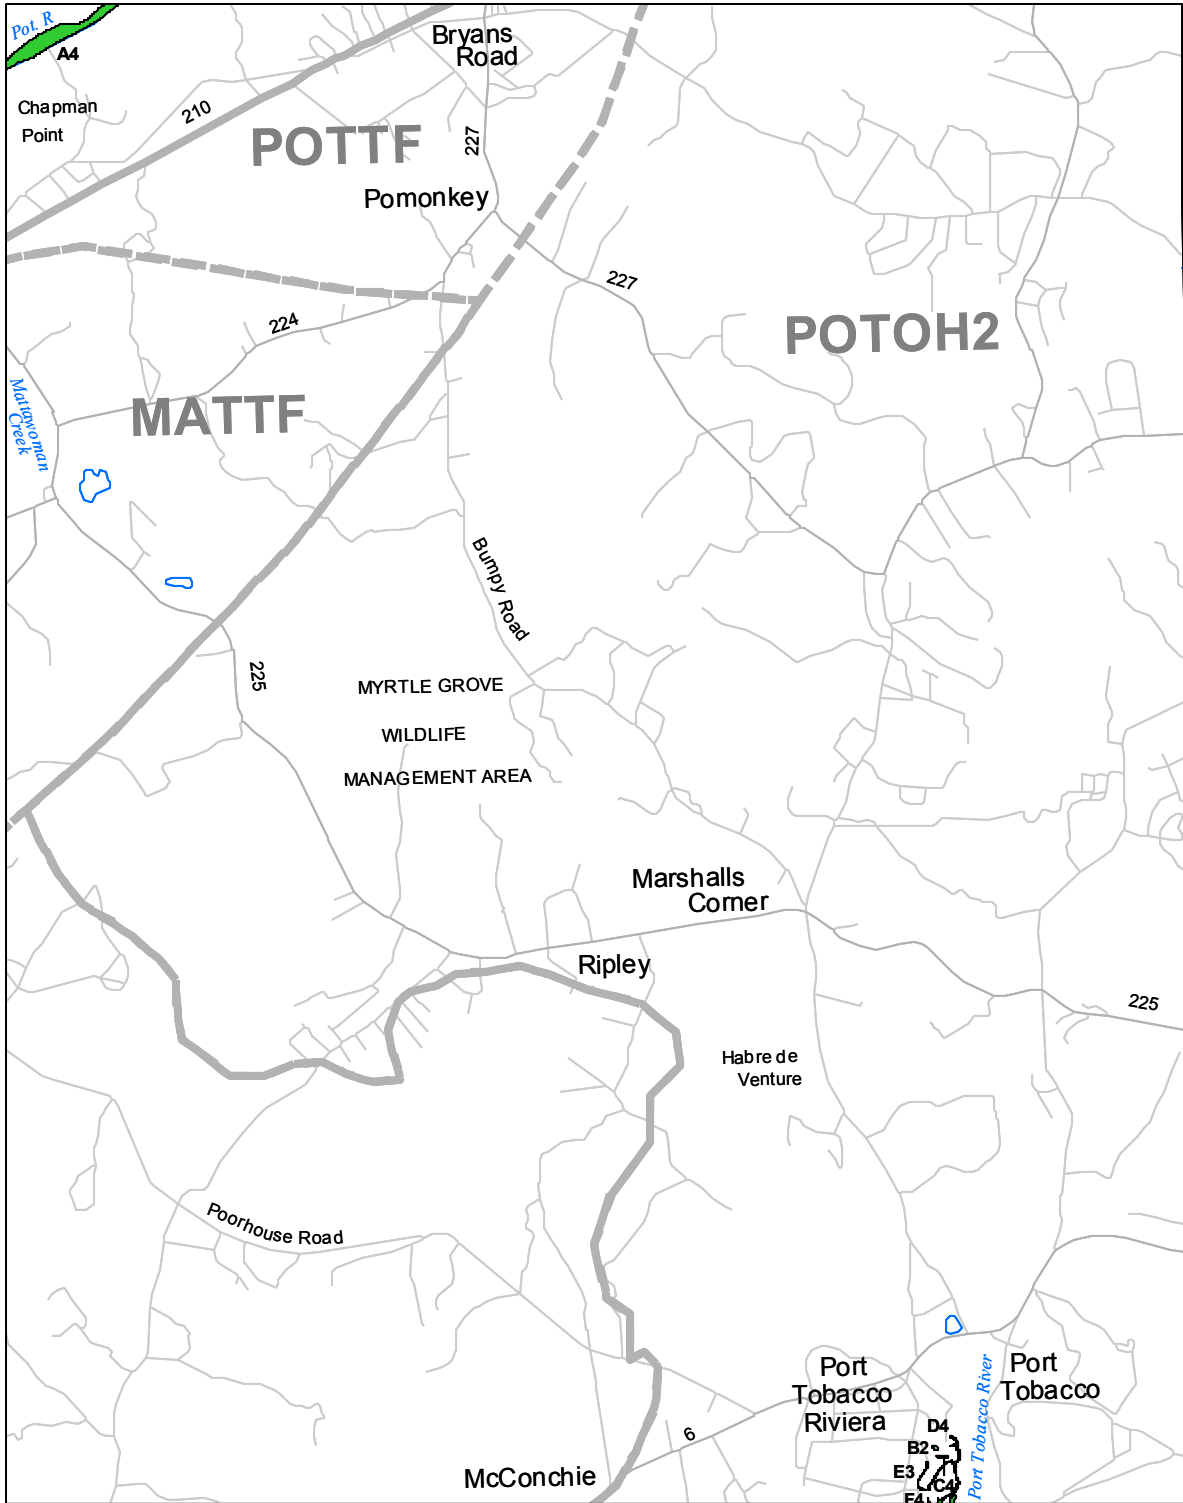 Pot. R
A4
Bryans
Road
Chapman
Point
210
POTTF
227
Pomonkey
227
224
POTOH2
Mattawoman
Creek
MATTF
Bumpy Road
225
MYRTLE GROVE
WILDLIFE
MANAGEMENT AREA
Marshalls
Corner
Ripley
225
Habre de
Venture
Poorhouse Road
Port
Tobacco
Riviera
Port
Tobacco
Port Tobacco River
6
D4
B2
E3
C4
McConchie